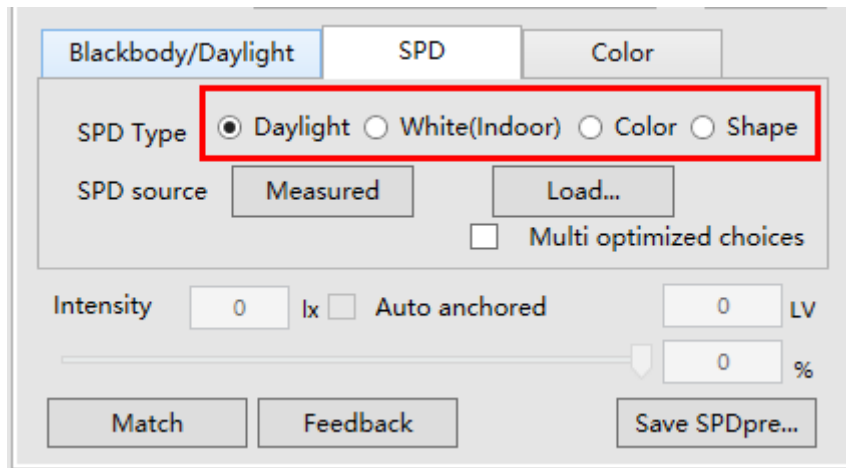 Blackbody/Daylight SPD Color
SPD Type Daylight White(Indoor) Color Shape
SPD source Measured Load...
Multi optimized choices
Intensity 0 lx Auto anchored 0 LV
0 %
Match Feedback Save SPDpre...